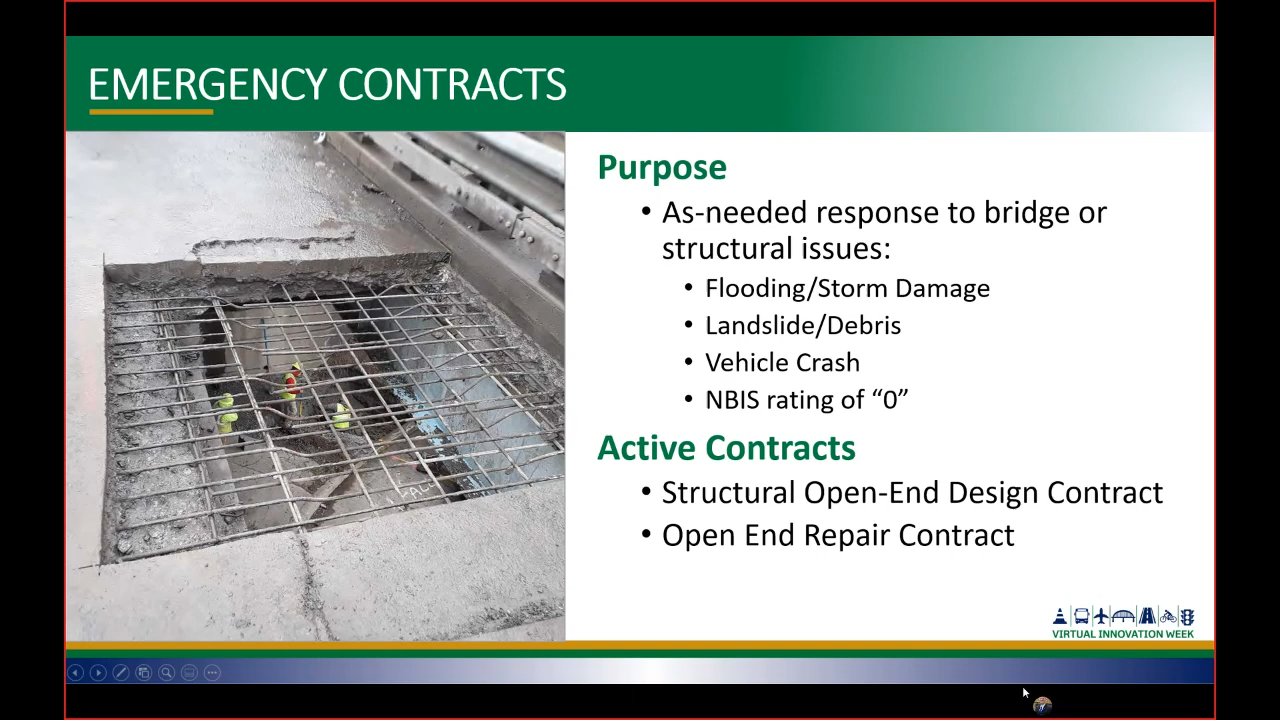 EMERGENCY CONTRACTS
Purpose
• As-needed response to bridge or
structural issues:
• Flooding/Storm Damage
• Landslide/Debris
• Vehicle Crash
• NBIS rating of “0”
Active Contracts
• Structural Open-End Design Contract
• Open End Repair Contract
VIRTUAL INNOVATION WEEK